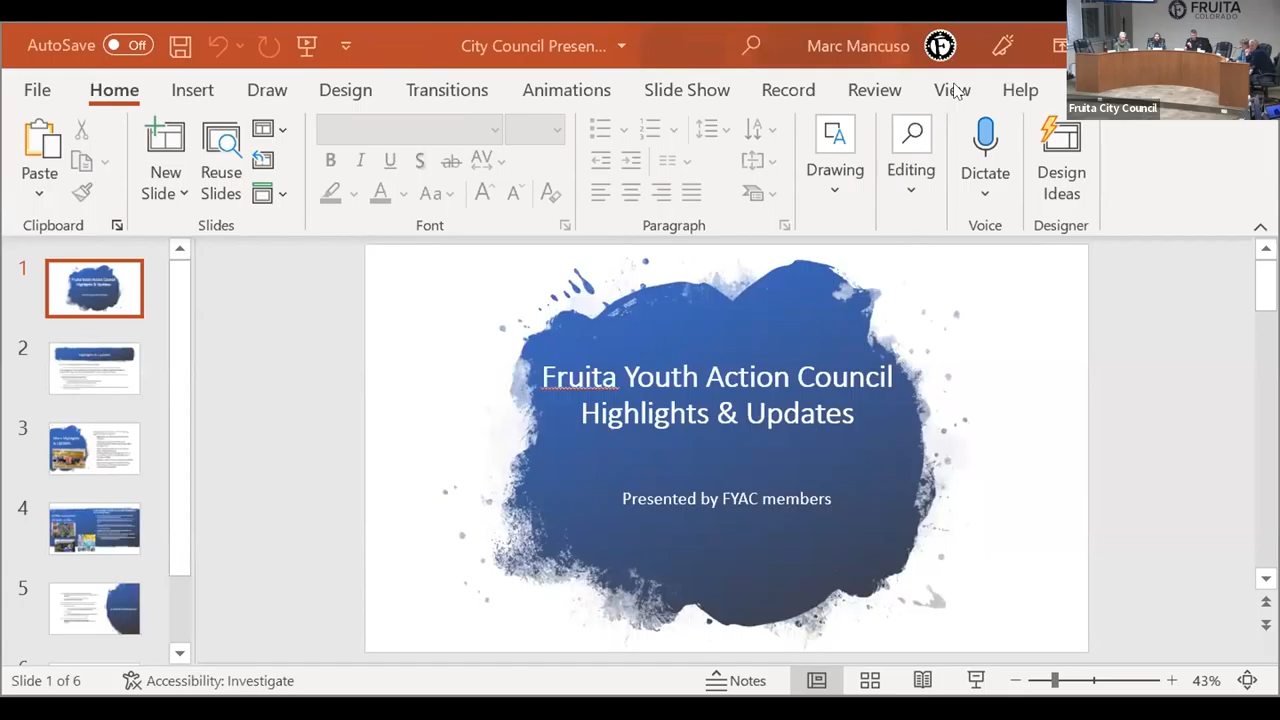 AutoSave Off
City Council Presen...
Marc Mancuso
FRUITA
COLORADO
Fruita City Council
File Home Insert Draw Design Transitions Animations Slide Show Record Review View Help
Paste
New Slide
Reuse Slides
Drawing
Editing
Dictate
Design Ideas
Clipboard
Slides
Font
Paragraph
Voice
Designer
1
2
3
4
5
Fruita Youth Action Council
Highlights & Updates
Presented by FYAC members
Slide 1 of 6
Accessibility: Investigate
Notes
43%